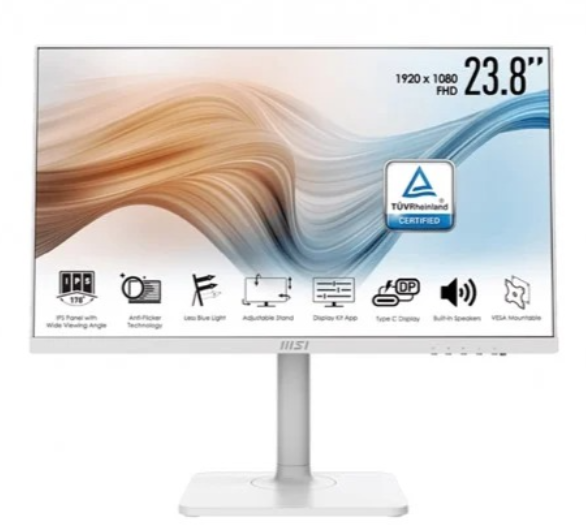 1920 x 1080
FHD
23.8”
TÜVRheinland
CERTIFIED
IPS
178°
IPS Panel with
Wide Viewing Angle
Anti-Flicker
Technology
Less Blue Light
Adjustable Stand
Display Kit App
DP
Type C Display
Built-in Speakers
VESA Mountable
msi